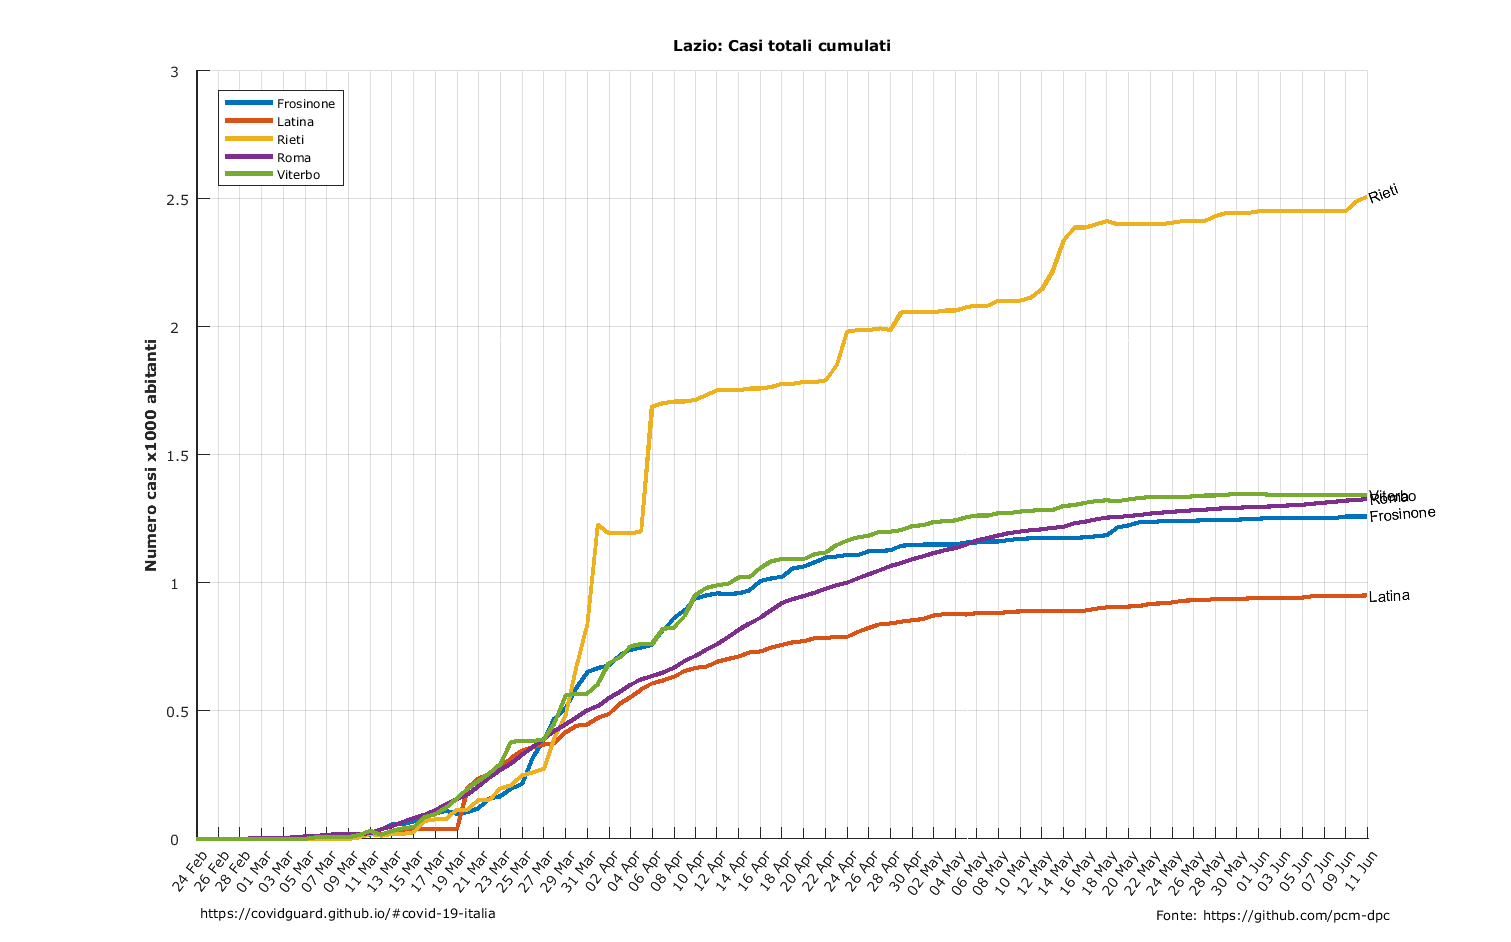 Lazio: Casi totali cumulati
Numero casi x1000 abitanti
3
2.5
2
1.5
1
0.5
0
Frosinone
Latina
Rieti
Roma
Viterbo
Rieti
Viterbo
Roma
Frosinone
Latina
24 Feb
26 Feb
28 Feb
01 Mar
03 Mar
05 Mar
07 Mar
09 Mar
11 Mar
13 Mar
15 Mar
17 Mar
19 Mar
21 Mar
23 Mar
25 Mar
27 Mar
29 Mar
31 Mar
02 Apr
04 Apr
06 Apr
08 Apr
10 Apr
12 Apr
14 Apr
16 Apr
18 Apr
20 Apr
22 Apr
24 Apr
26 Apr
28 Apr
30 Apr
02 May
04 May
06 May
08 May
10 May
12 May
14 May
16 May
18 May
20 May
22 May
24 May
26 May
28 May
30 May
01 Jun
03 Jun
05 Jun
07 Jun
09 Jun
11 Jun
https://covidguard.github.io/#covid-19-italia
Fonte: https://github.com/pcm-dpc